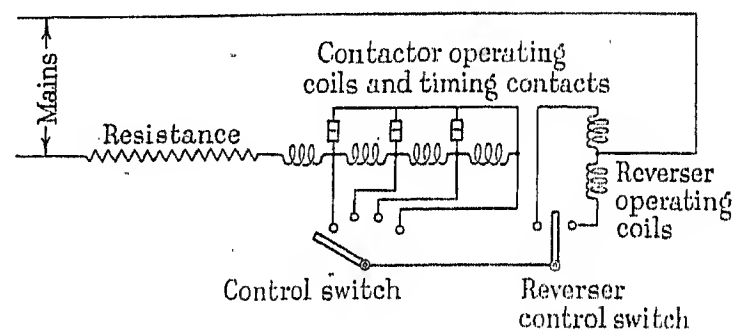 Contactor operating
coils and timing contacts
Mains
Resistance
Reverser
operating
coils
Control switch
Reverser
control switch